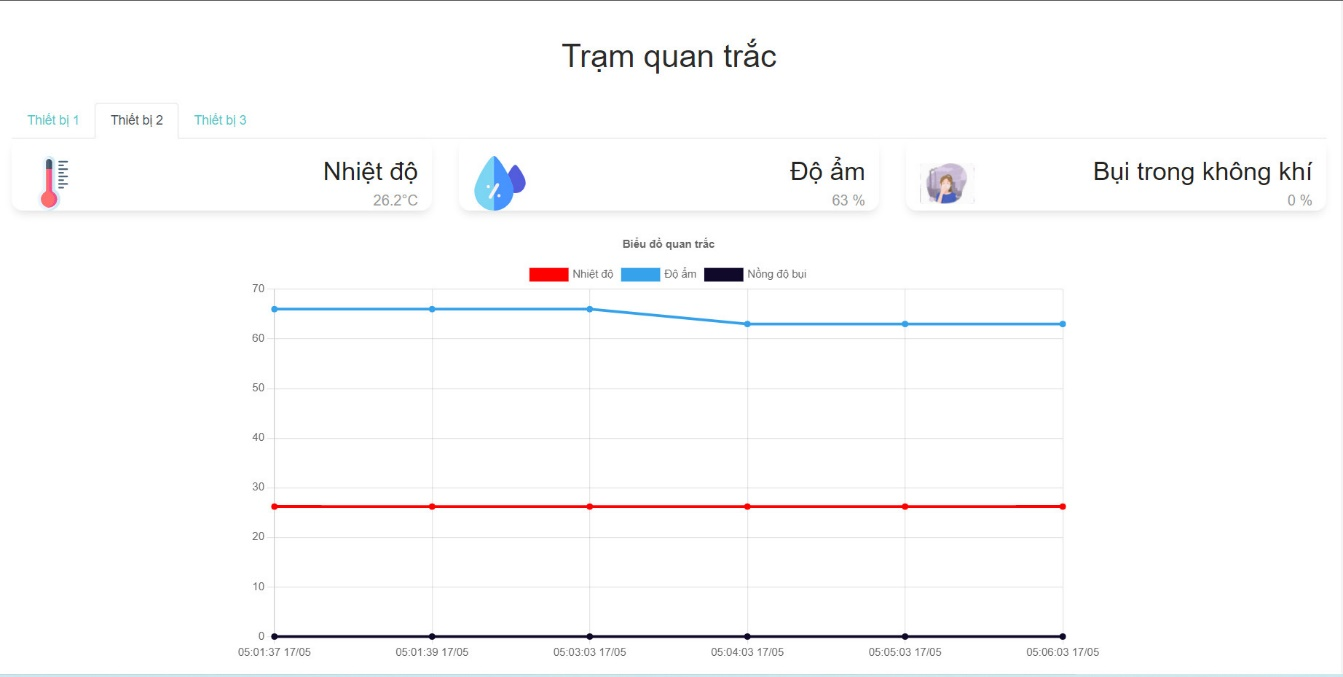 Trạm quan trắc
Thiết bị 1 Thiết bị 2 Thiết bị 3
Nhiệt độ
26.2°C
Độ ẩm
63 %
Bụi trong không khí
0 %
Biểu đồ quan trắc
Nhiệt độ Độ ẩm Nồng độ bụi
70
60
50
40
30
20
10
0
05:01:37 17/05 05:01:39 17/05 05:03:03 17/05 05:04:03 17/05 05:05:03 17/05 05:06:03 17/05